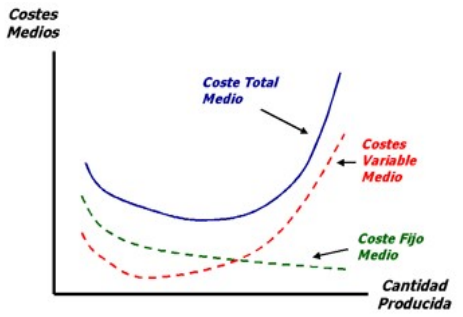 Costes
Medios
Coste Total
Medio
Costes
Variable
Medio
Coste Fijo
Medio
Cantidad
Producida